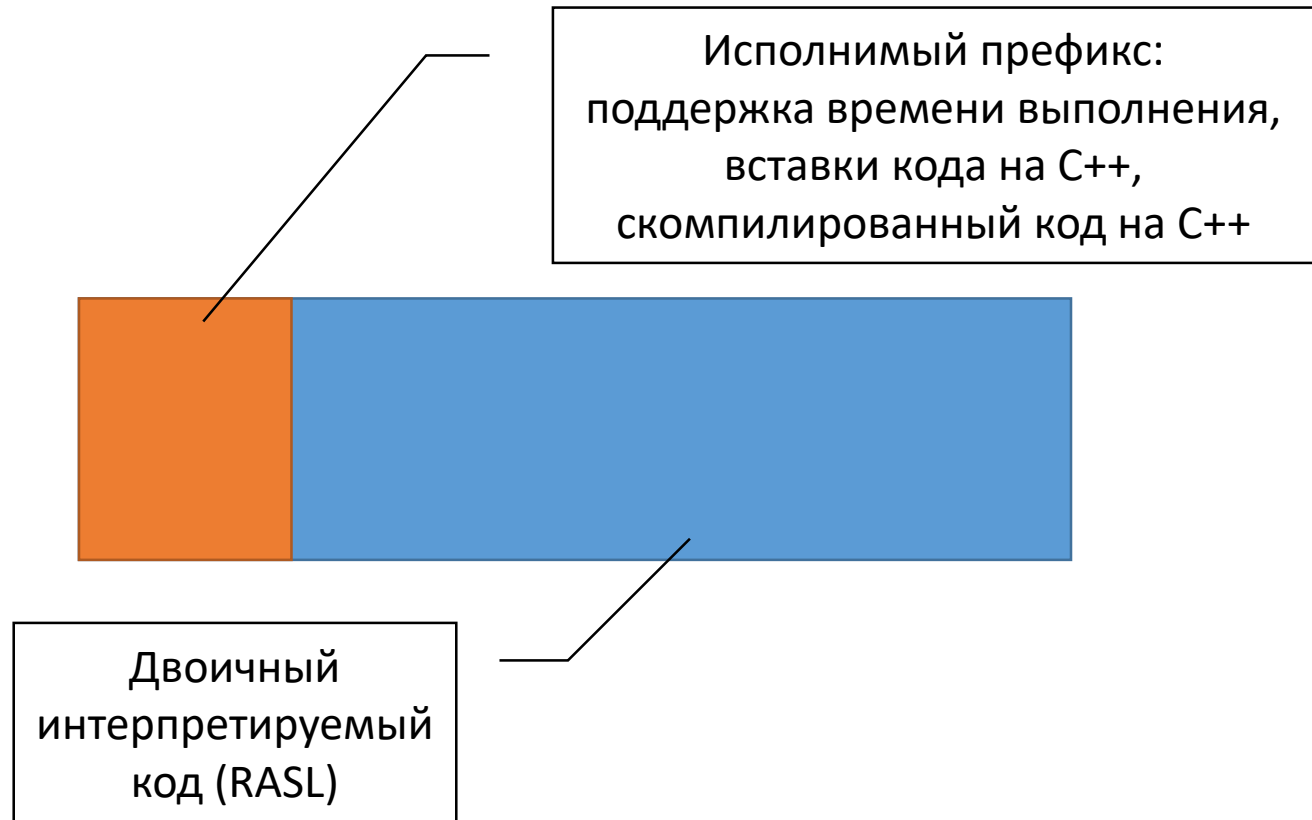 Исполнимый префикс:
поддержка времени выполнения,
вставки кода на C++,
скомпилированный код на C++
Двоичный
интерпретируемый
код (RASL)